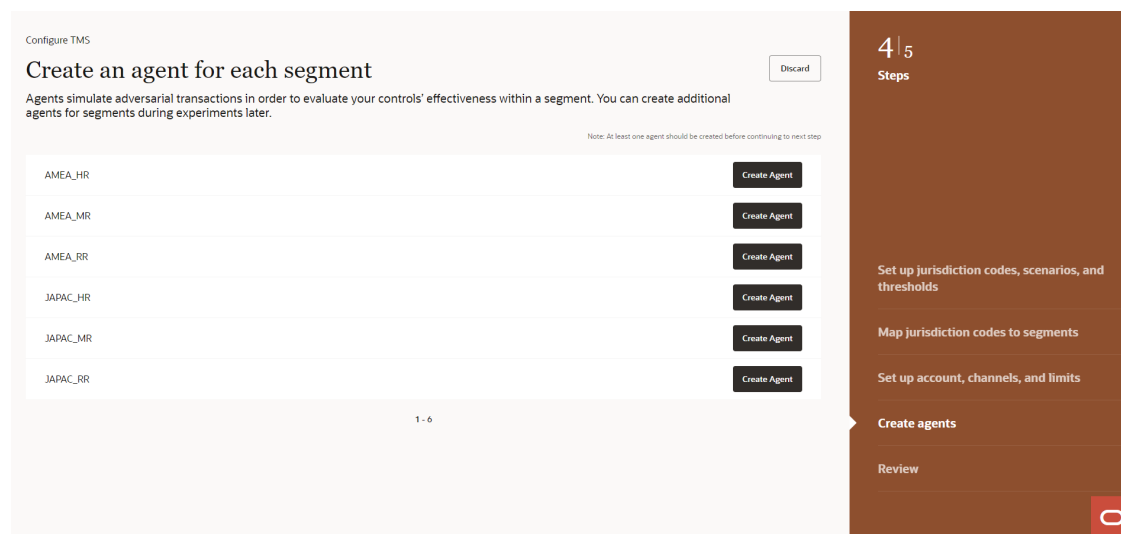 Configure TMS
Create an agent for each segment
Discard
Agents simulate adversarial transactions in order to evaluate your controls' effectiveness within a segment. You can create additional
agents for segments during experiments later.
Note: At least one agent should be created before continuing to next step
AMEA_HR
Create Agent
AMEA_MR
Create Agent
AMEA_RR
Create Agent
JAPAC_HR
Create Agent
JAPAC_MR
Create Agent
JAPAC_RR
Create Agent
1 - 6
4 | 5
Steps
Set up jurisdiction codes, scenarios, and
thresholds
Map jurisdiction codes to segments
Set up account, channels, and limits
Create agents
Review